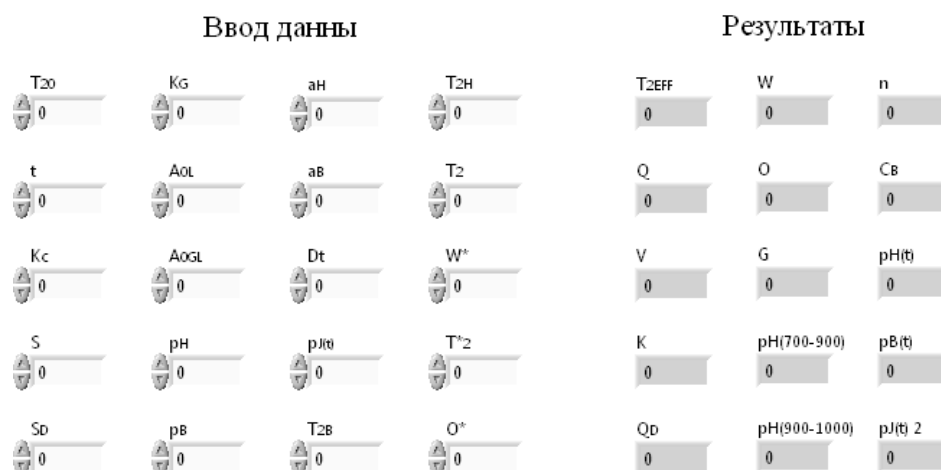 Ввод данны Результаты
T20 KG aH T2H T2EFF W n
0 0 0 0 0 0 0
t A0L aB T2 Q O CB
0 0 0 0 0 0 0
Kc A0GL Dt W* V G pH(t)
0 0 0 0 0 0 0
S pH pJ(t) T*2 K pH(700-900) pB(t)
0 0 0 0 0 0 0
SD pB T2B O* QD pH(900-1000) pJ(t) 2
0 0 0 0 0 0 0